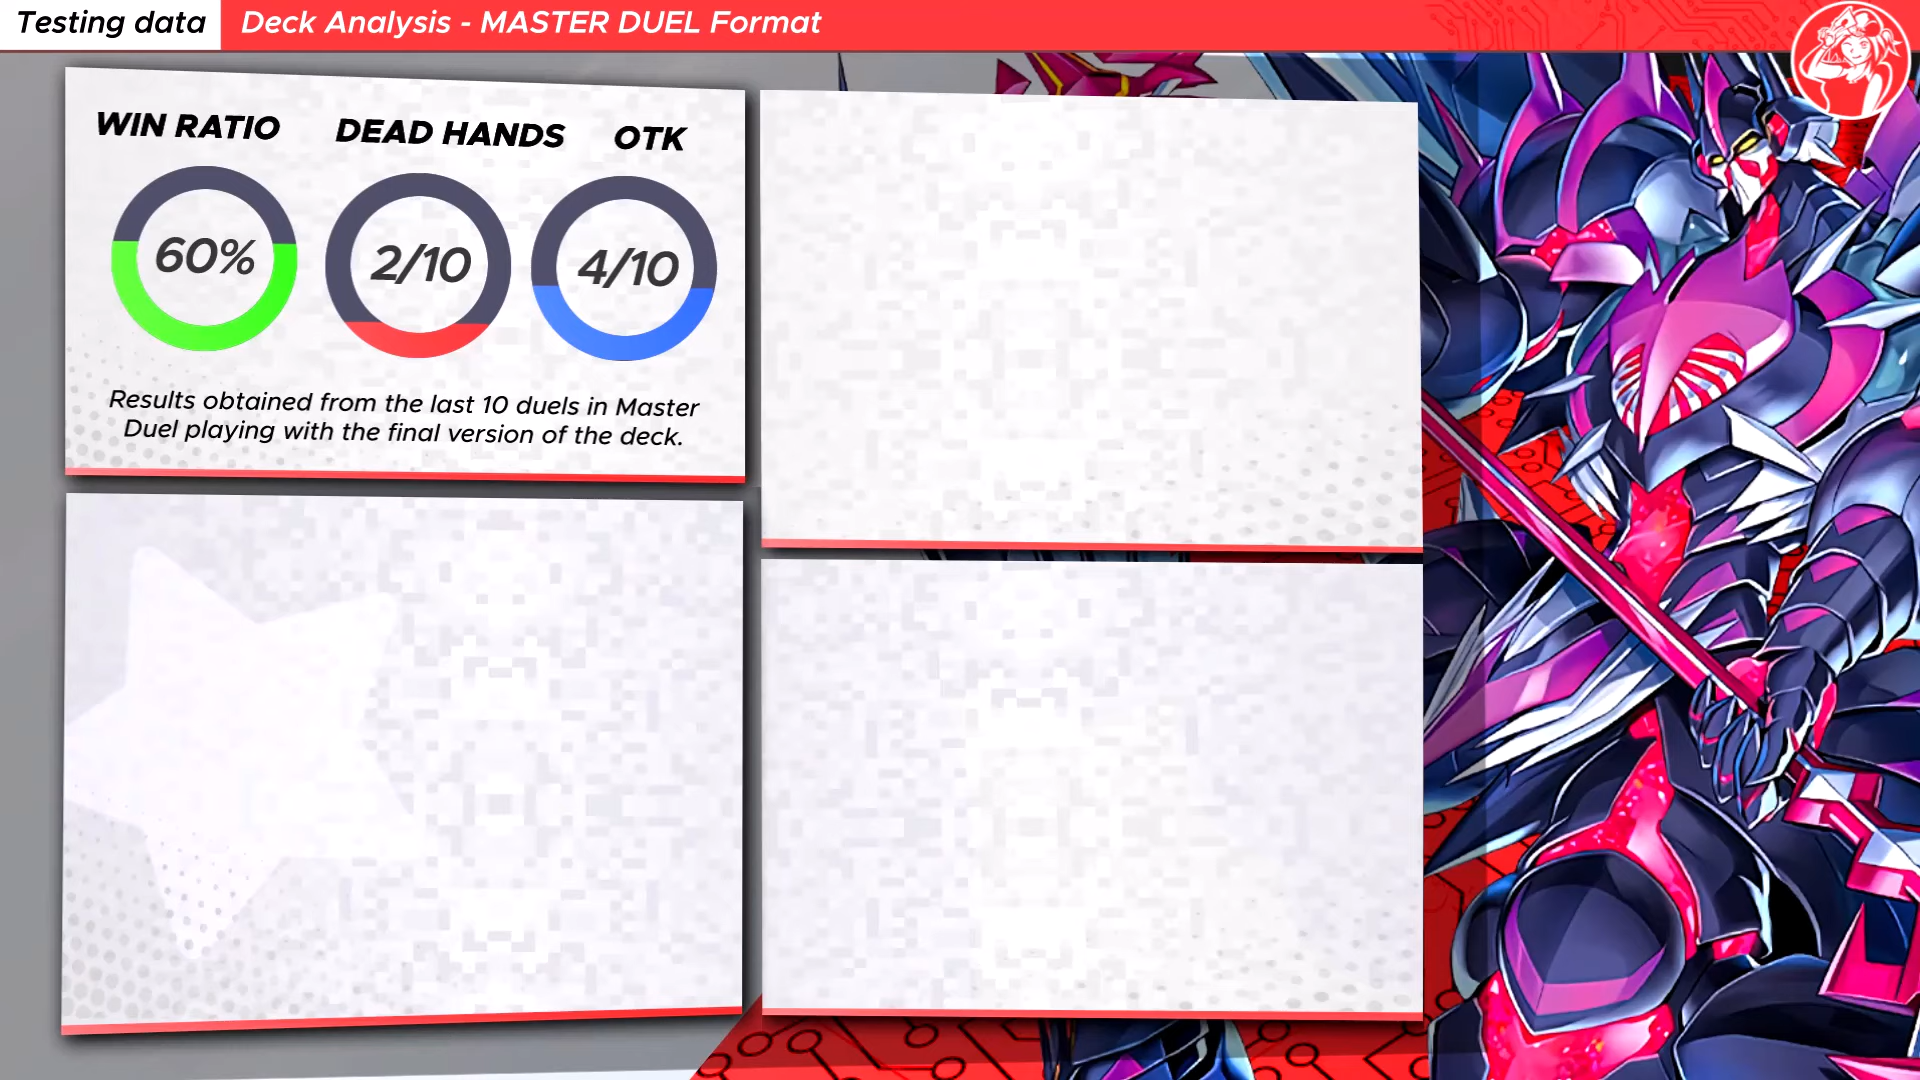 Testing data
Deck Analysis - MASTER DUEL Format
WIN RATIO
DEAD HANDS
OTK
60%
2/10
4/10
Results obtained from the last 10 duels in Master
Duel playing with the final version of the deck.